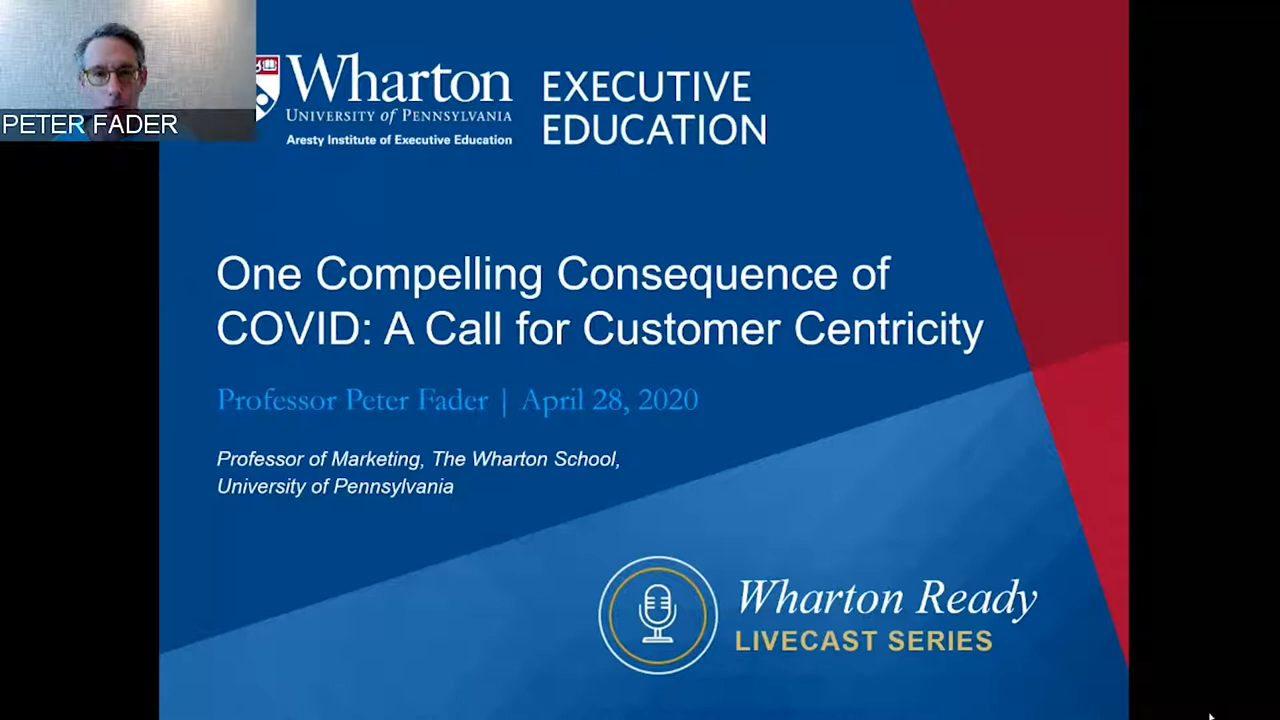 PETER FADER
Wharton
UNIVERSITY of PENNSYLVANIA
Aresty Institute of Executive Education
EXECUTIVE
EDUCATION
One Compelling Consequence of
COVID: A Call for Customer Centricity
Professor Peter Fader | April 28, 2020
Professor of Marketing, The Wharton School,
University of Pennsylvania
Wharton Ready
LIVECAST SERIES